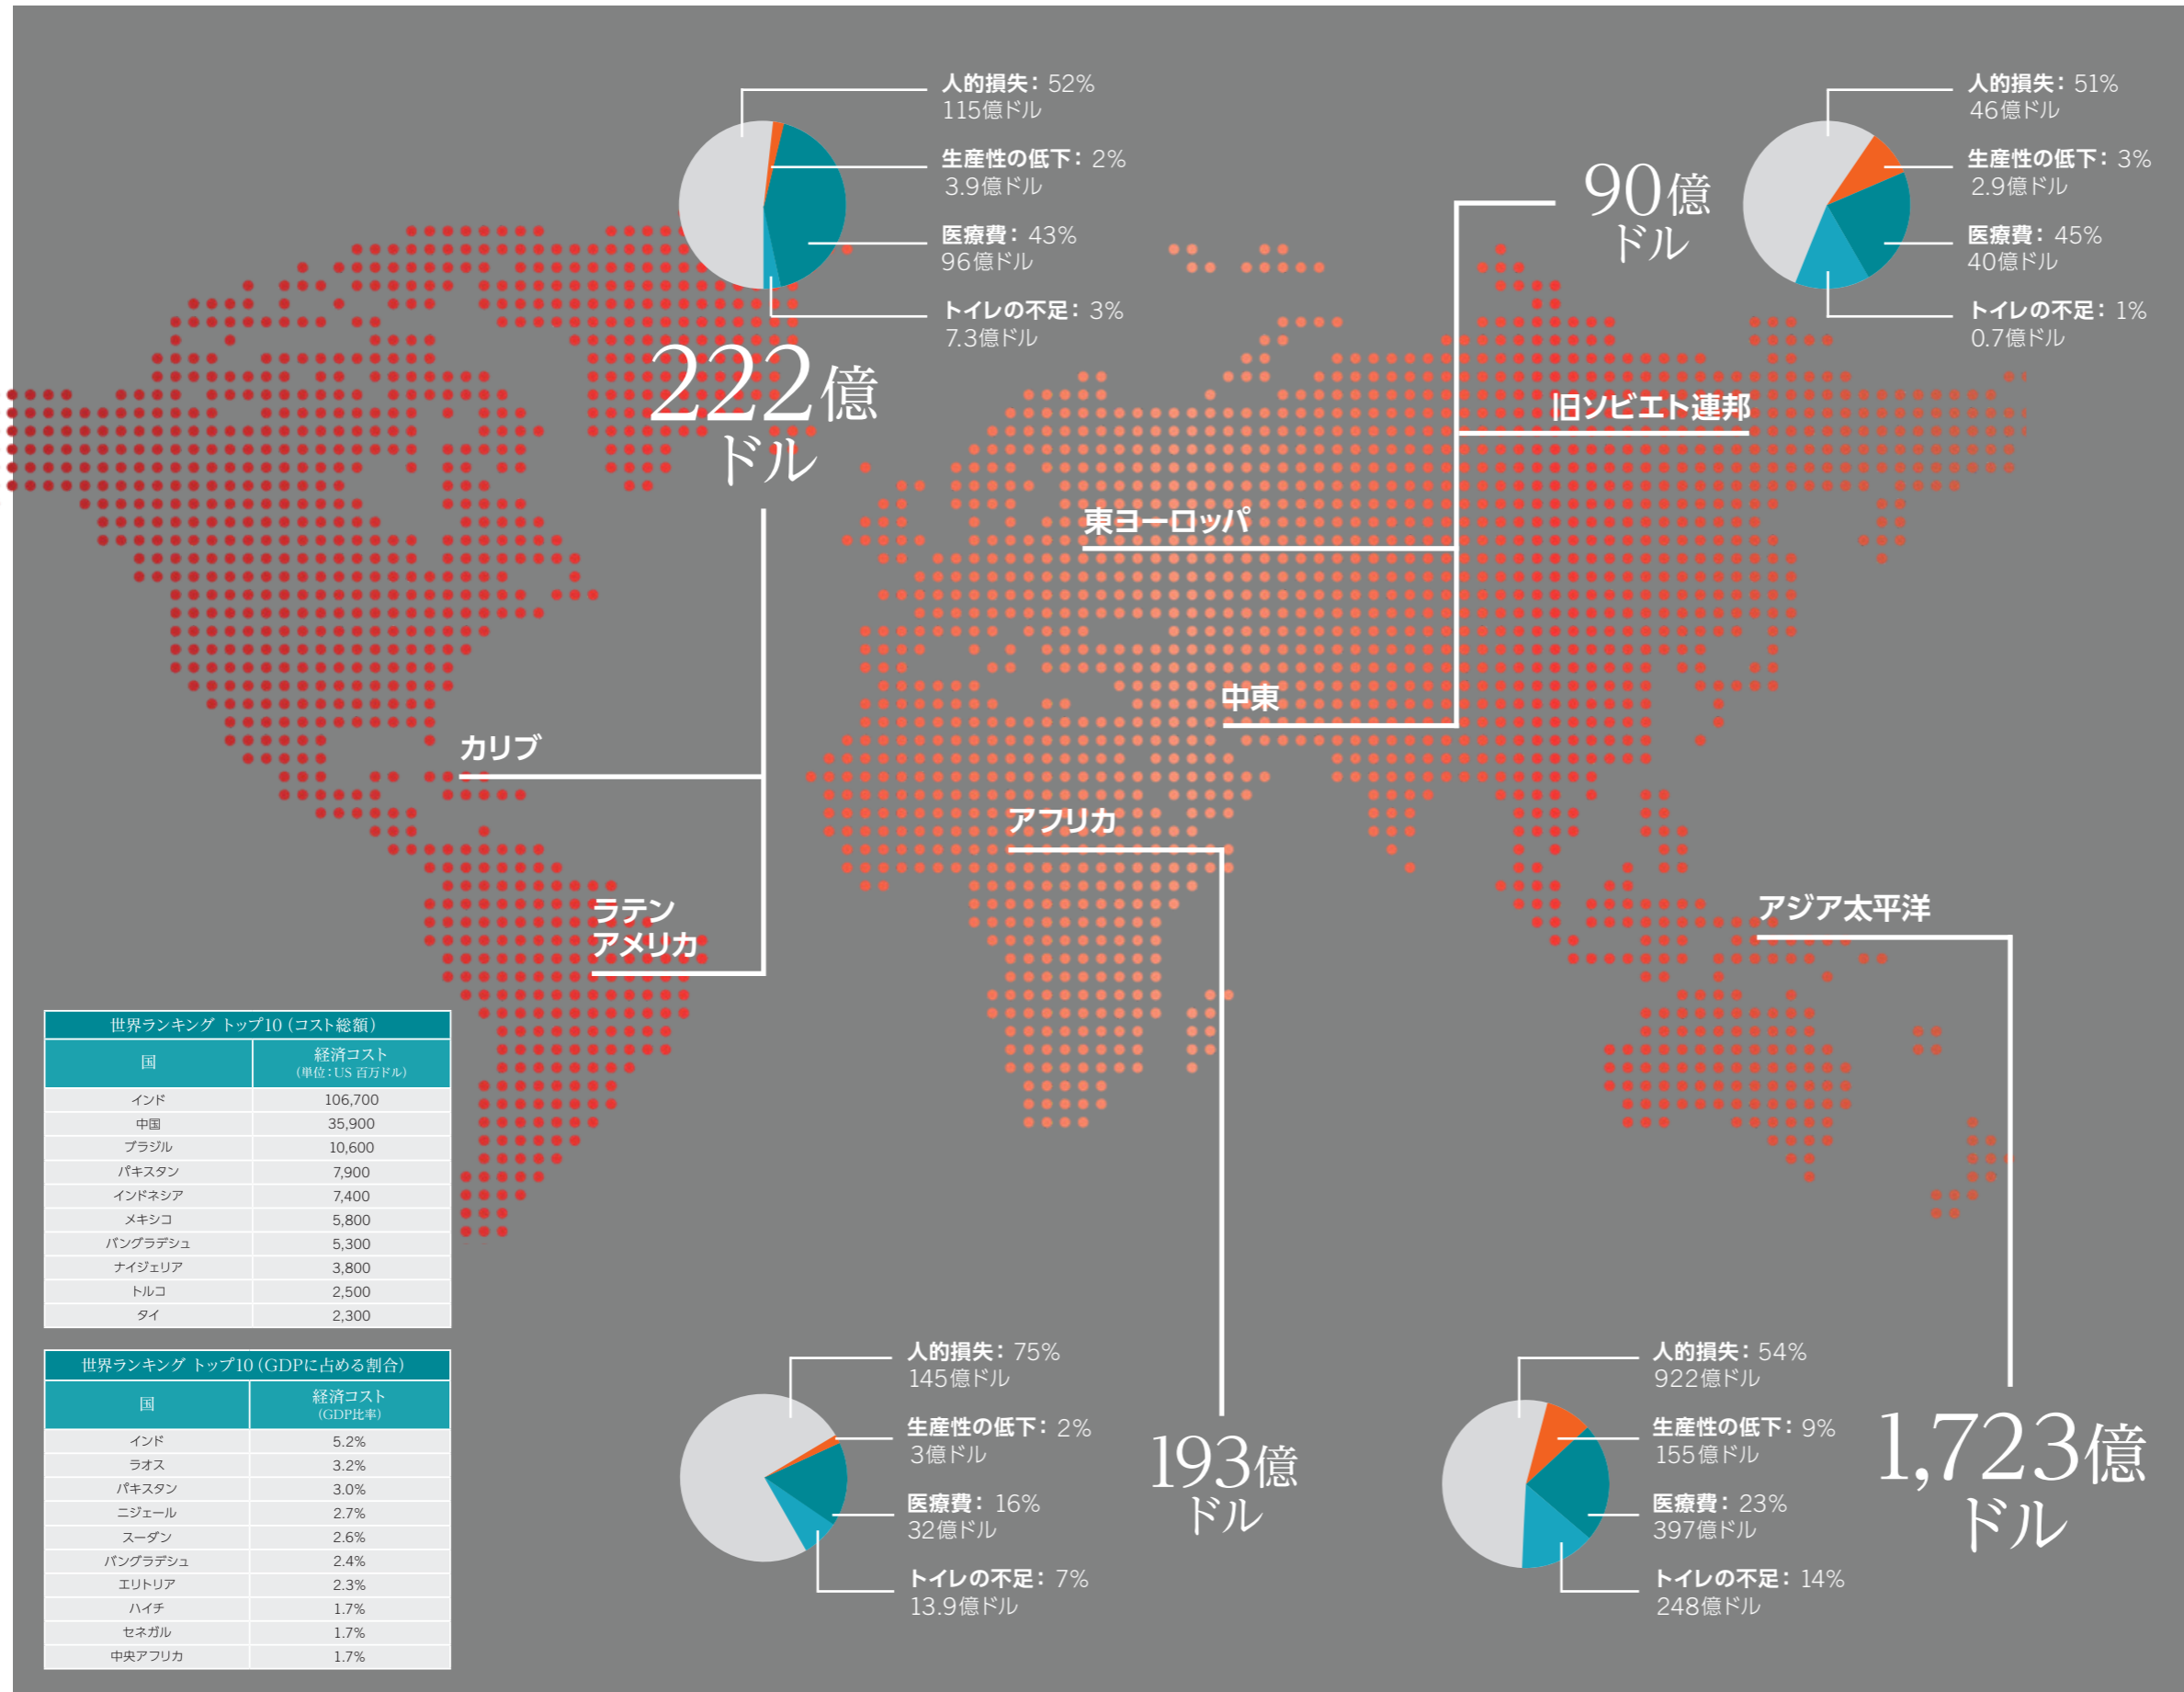 人的損失： 52%
115億ドル
生産性の低下： 2%
3.9億ドル
医療費： 43%
96億ドル
トイレの不足： 3%
7.3億ドル
222億
ドル
カリブ
ラテン
アメリカ
人的損失： 51%
46億ドル
生産性の低下： 3%
2.9億ドル
医療費： 45%
40億ドル
トイレの不足： 1%
0.7億ドル
90億
ドル
旧ソビエト連邦
東ヨーロッパ
中東
アフリカ
アジア太平洋
世界ランキング トップ10（コスト総額）
国 経済コスト
（単位：US 百万ドル）
インド 106,700
中国 35,900
ブラジル 10,600
パキスタン 7,900
インドネシア 7,400
メキシコ 5,800
バングラデシュ 5,300
ナイジェリア 3,800
トルコ 2,500
タイ 2,300
世界ランキング トップ10（GDPに占める割合）
国 経済コスト
（GDP比率）
インド 5.2%
ラオス 3.2%
パキスタン 3.0%
ニジェール 2.7%
スーダン 2.6%
バングラデシュ 2.4%
エリトリア 2.3%
ハイチ 1.7%
セネガル 1.7%
中央アフリカ 1.7%
人的損失： 75%
145億ドル
生産性の低下： 2%
3億ドル
医療費： 16%
32億ドル
トイレの不足： 7%
13.9億ドル
193億
ドル
人的損失： 54%
922億ドル
生産性の低下： 9%
155億ドル
医療費： 23%
397億ドル
トイレの不足： 14%
248億ドル
1,723億
ドル